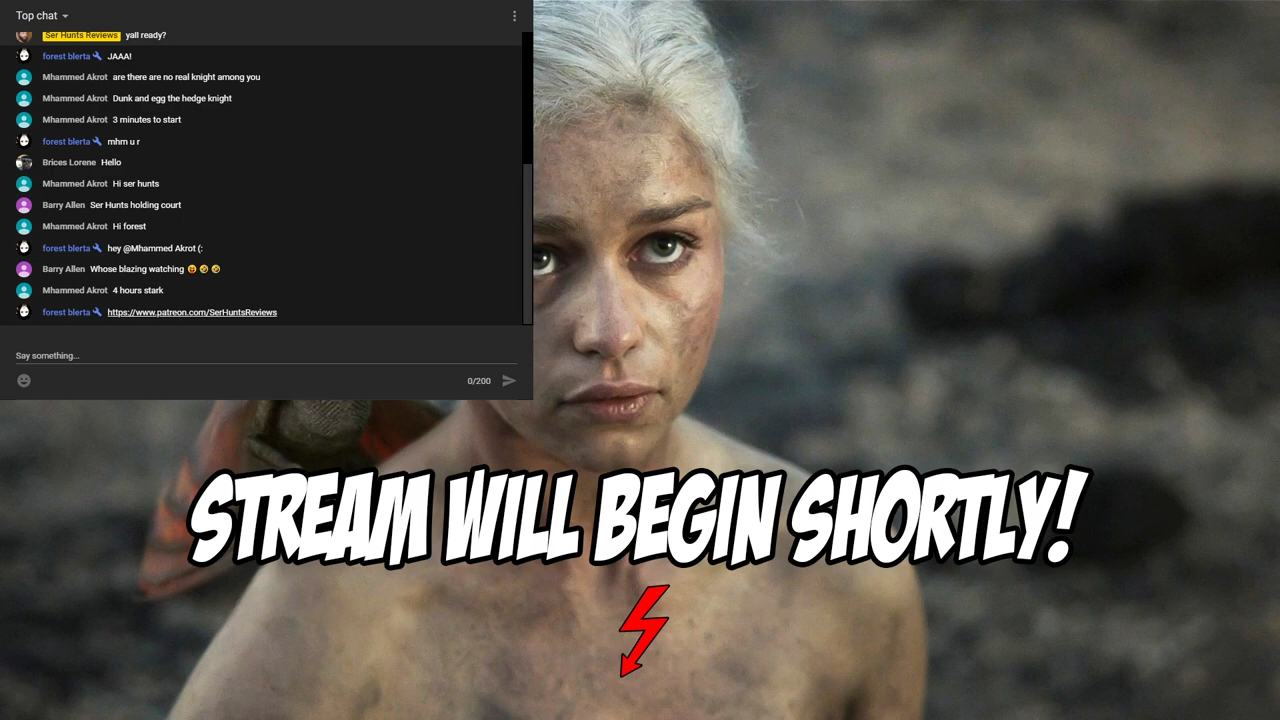 Top chat
Ser Hunts Reviews yall ready?
forest blerta JAAA!
Mhammed Akrot are there are no real knight among you
Mhammed Akrot Dunk and egg the hedge knight
Mhammed Akrot 3 minutes to start
forest blerta mhm u r
Brices Lorene Hello
Mhammed Akrot Hi ser hunts
Barry Allen Ser Hunts holding court
Mhammed Akrot Hi forest
forest blerta hey @Mhammed Akrot (:
Barry Allen Whose blazing watching
Mhammed Akrot 4 hours stark
forest blerta https://www.patreon.com/SerHuntsReviews
Say something...
0/200
STREAM WILL BEGIN SHORTLY!